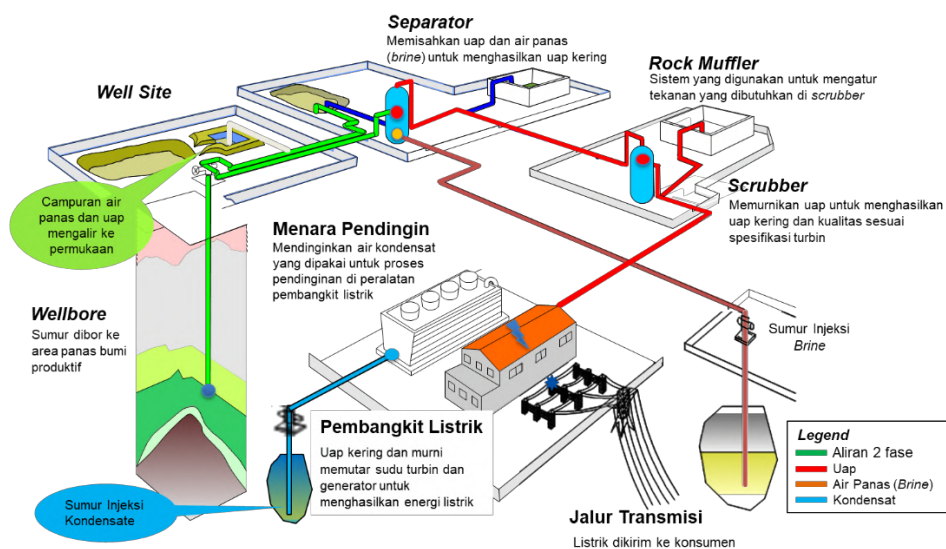 Separator
Memisahkan uap dan air panas
(brine) untuk menghasilkan uap kering
Rock Muffler
Sistem yang digunakan untuk mengatur
tekanan yang dibutuhkan di scrubber
Well Site
Campuran air
panas dan uap
mengalir ke
permukaan
Scrubber
Memurnikan uap untuk menghasilkan
uap kering dan kualitas sesuai
spesifikasi turbin
Menara Pendingin
Mendinginkan air kondensat
yang dipakai untuk proses
pendinginan di peralatan
pembangkit listrik
Wellbore
Sumur dibor ke
area panas bumi
produktif
Sumur Injeksi
Brine
Pembangkit Listrik
Uap kering dan murni
memutar sudu turbin dan
generator untuk
menghasilkan energi listrik
Sumur Injeksi
Kondensate
Jalur Transmisi
Listrik dikirim ke konsumen
Legend
Aliran 2 fase
Uap
Air Panas (Brine)
Kondensat